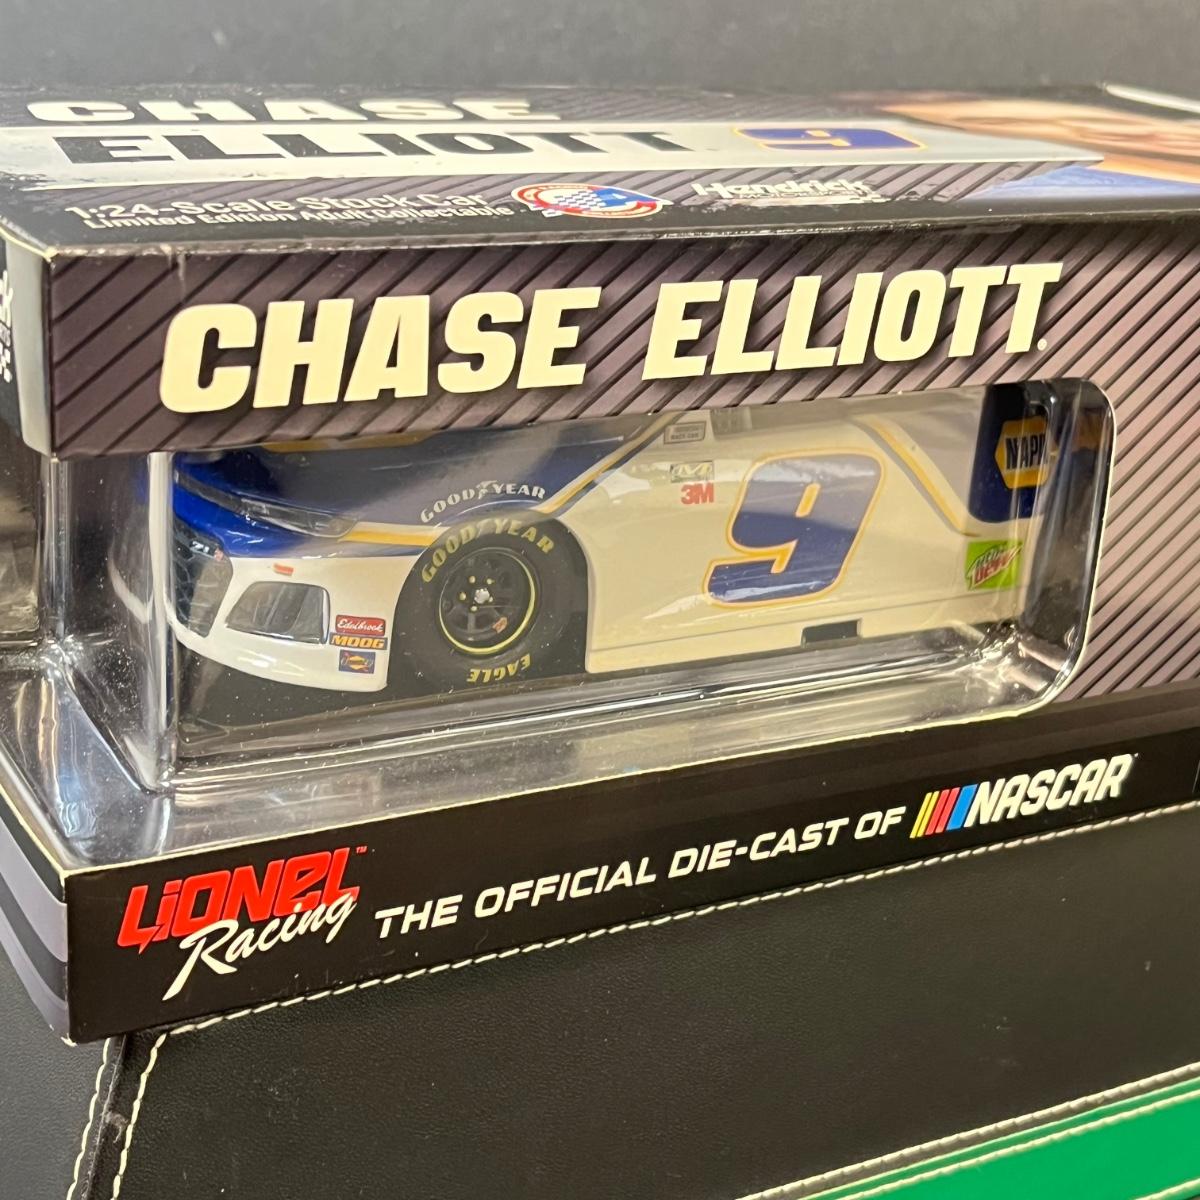 CHASE
ELLIOTT 9
1:24-Scale Stock Car
Limited Edition Adult Collectable
Hendrick
CHASE ELLIOTT.
GOODYEAR
GOODYEAR
EAGLE
3M
9
NAPA
Edelbrock
MOOG
LIONEL™
Racing
THE OFFICIAL DIE-CAST OF NASCAR